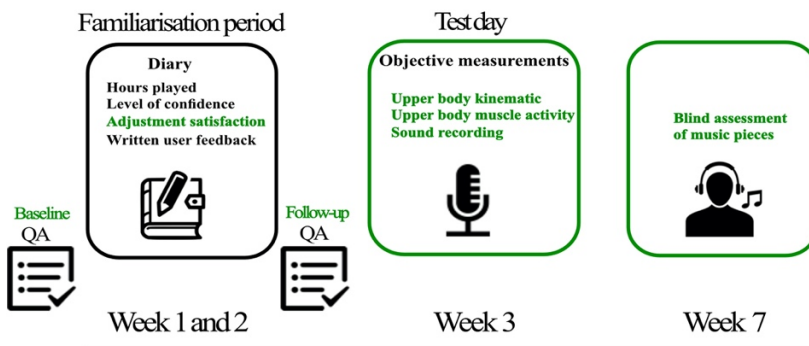 Familiarisation period
Diary
Hours played
Level of confidence
Adjustment satisfaction
Written user feedback
Baseline
QA
Follow-up
QA
Week 1 and 2
Test day
Objective measurements
Upper body kinematic
Upper body muscle activity
Sound recording
Week 3
Blind assessment
of music pieces
Week 7